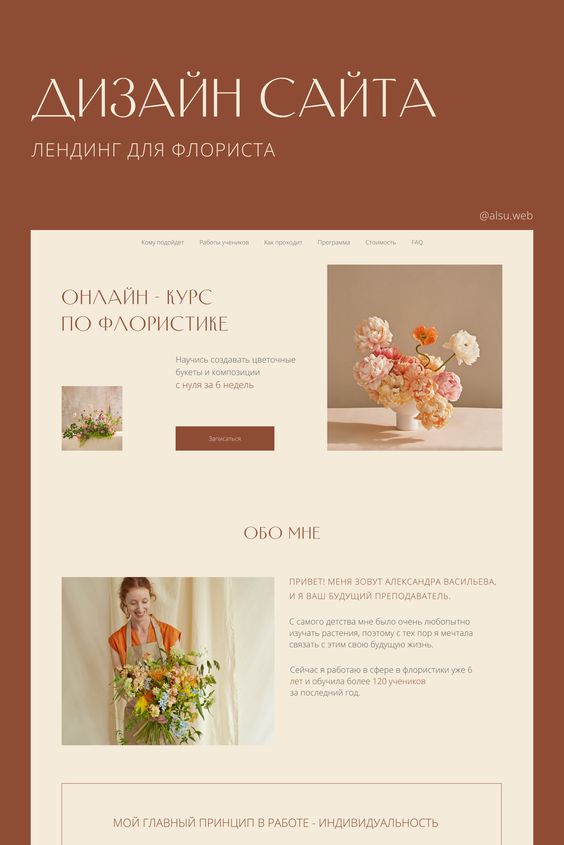 ДИЗАЙН САЙТА
ЛЕНДИНГ ДЛЯ ФЛОРИСТА
@alsu.web
Кому подойдет Работы учеников Как проходит Программа Стоимость FAQ
ОНЛАЙН - КУРС
ПО ФЛОРИСТИКЕ
Научись создавать цветочные
букеты и композиции
с нуля за 6 недель
Записаться
ОБО МНЕ
ПРИВЕТ! МЕНЯ ЗОВУТ АЛЕКСАНДРА ВАСИЛЬЕВА,
И Я ВАШ БУДУЩИЙ ПРЕПОДАВАТЕЛЬ.
С самого детства мне было очень любопытно
изучать растения, поэтому с тех пор я мечтала
связать с этим свою будущую жизнь.
Сейчас я работаю в сфере в флористики уже 6
лет и обучила более 120 учеников
за последний год.
МОЙ ГЛАВНЫЙ ПРИНЦИП В РАБОТЕ - ИНДИВИДУАЛЬНОСТЬ